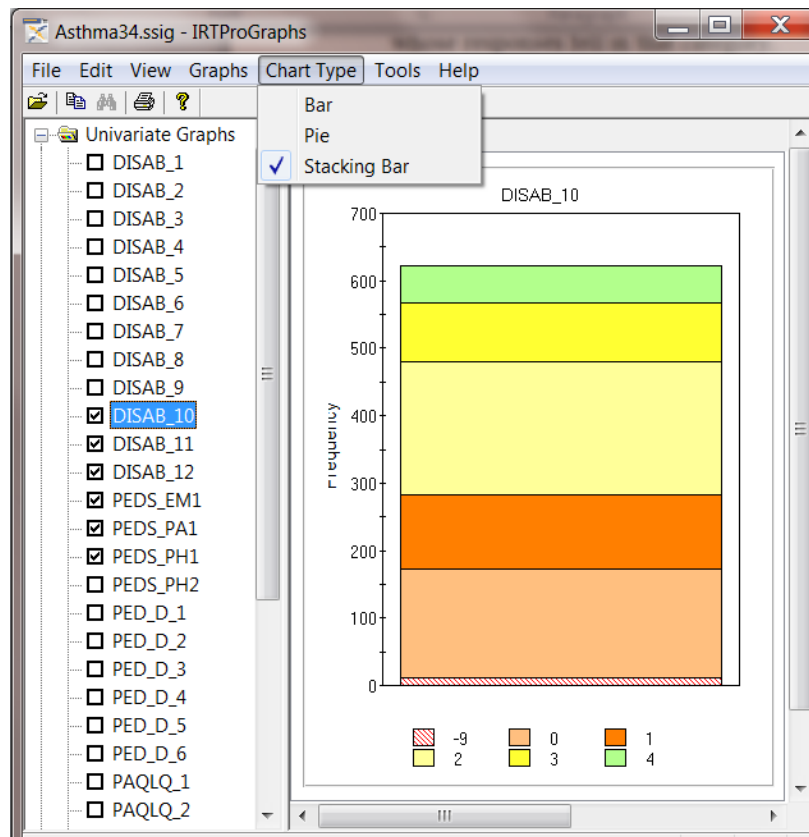 Asthma34.ssig - IRTProGraphs
File Edit View Graphs Chart Type Tools Help
Bar
Pie
Stacking Bar
Univariate Graphs
DISAB_1
DISAB_2
DISAB_3
DISAB_4
DISAB_5
DISAB_6
DISAB_7
DISAB_8
DISAB_9
DISAB_10
DISAB_11
DISAB_12
PEDS_EM1
PEDS_PA1
PEDS_PH1
PEDS_PH2
PED_D_1
PED_D_2
PED_D_3
PED_D_4
PED_D_5
PED_D_6
PAQLQ_1
PAQLQ_2
DISAB_10
700
600
500
400
300
200
100
0
Frequency
-9 0 1
2 3 4